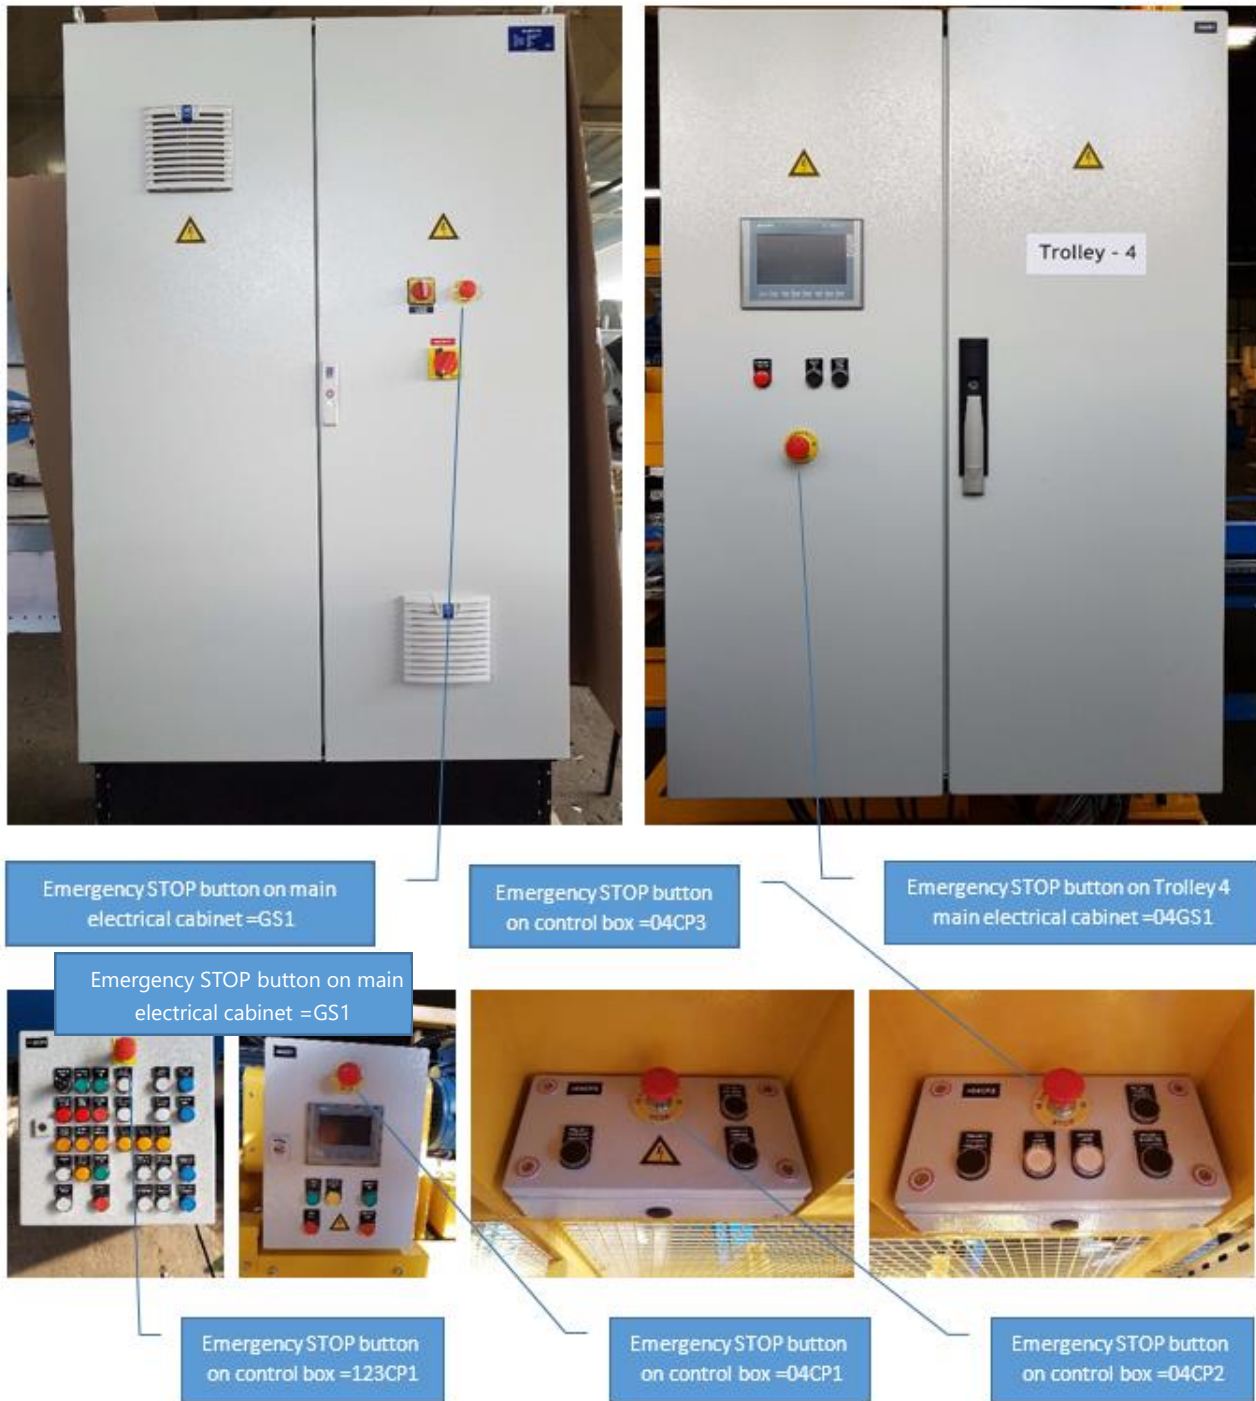 Trolley - 4
Emergency STOP button on main
electrical cabinet =GS1
Emergency STOP button
on control box =04CP3
Emergency STOP button on Trolley 4
main electrical cabinet =04GS1
Emergency STOP button on main
electrical cabinet =GS1
Emergency STOP button
on control box =123CP1
Emergency STOP button
on control box =04CP1
Emergency STOP button
on control box =04CP2